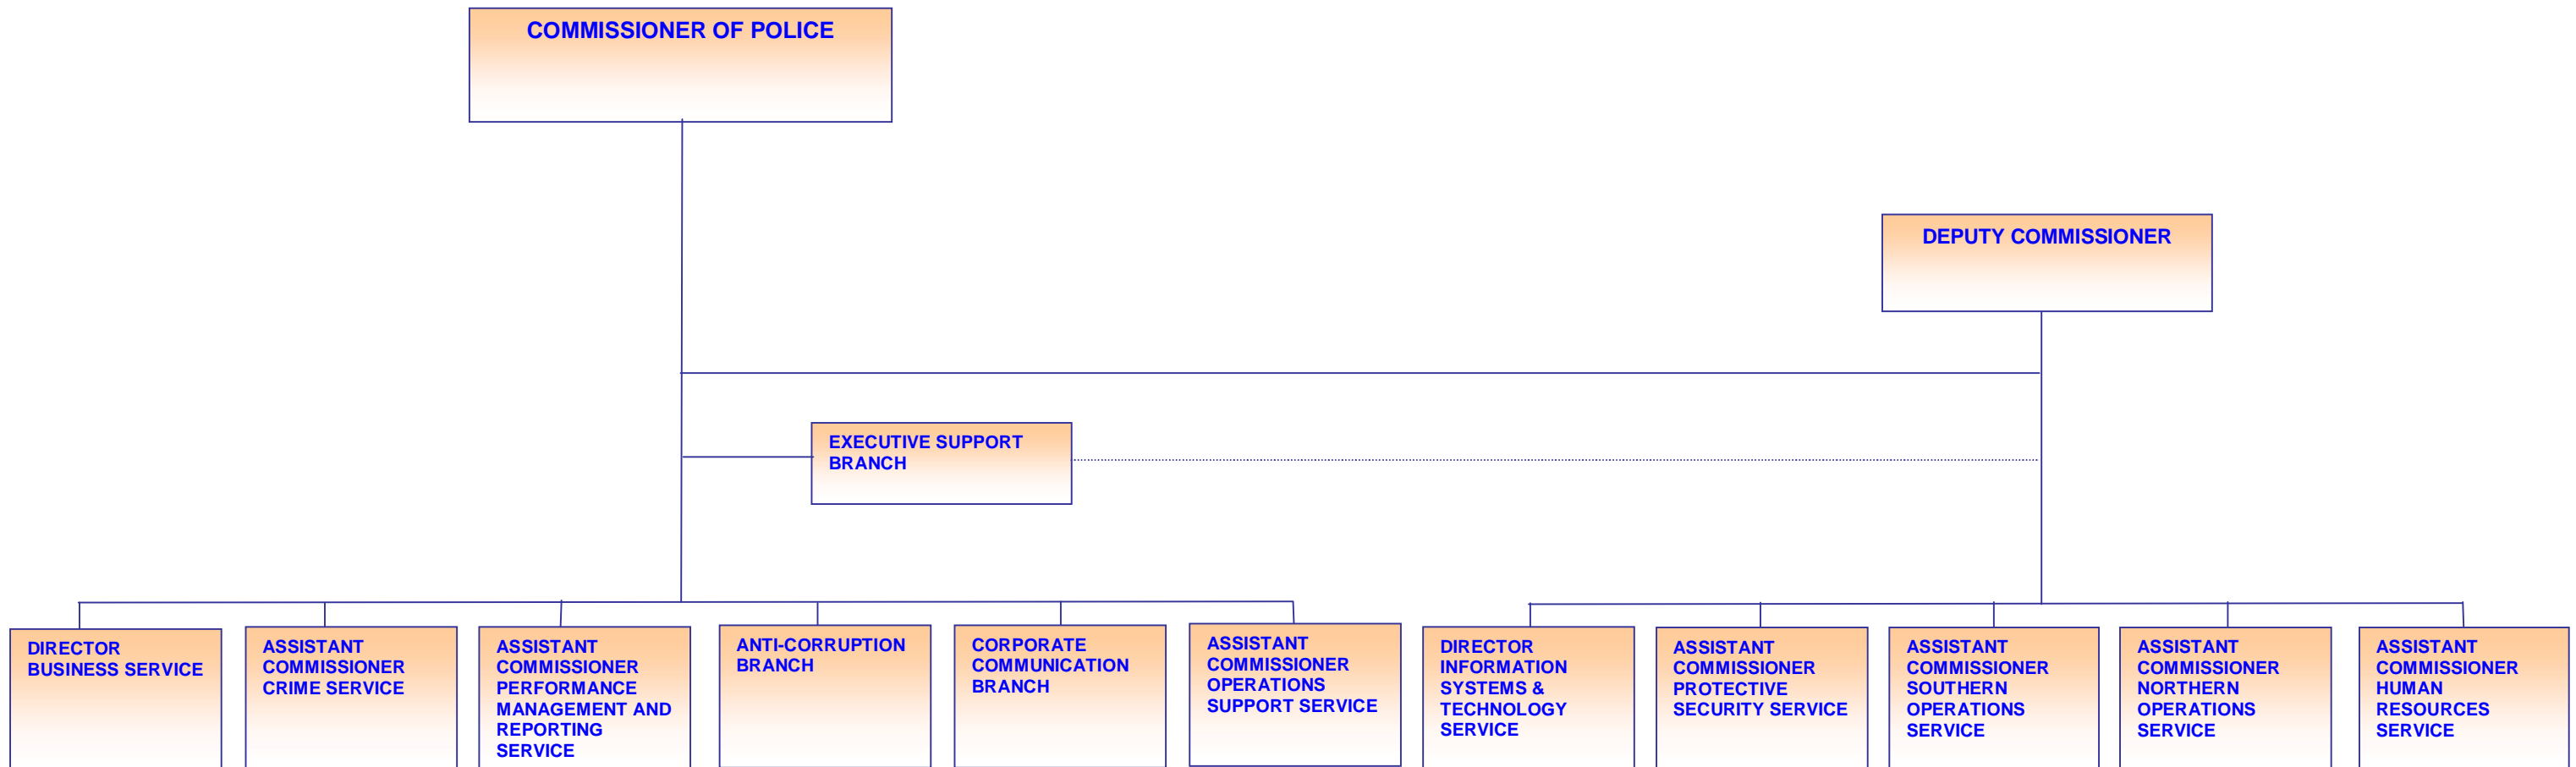 COMMISSIONER OF POLICE
DEPUTY COMMISSIONER
EXECUTIVE SUPPORT
BRANCH
DIRECTOR
BUSINESS SERVICE
ASSISTANT
COMMISSIONER
CRIME SERVICE
ASSISTANT
COMMISSIONER
PERFORMANCE
MANAGEMENT AND
REPORTING
SERVICE
ANTI-CORRUPTION
BRANCH
CORPORATE
COMMUNICATION
BRANCH
ASSISTANT
COMMISSIONER
OPERATIONS
SUPPORT SERVICE
DIRECTOR
INFORMATION
SYSTEMS &
TECHNOLOGY
SERVICE
ASSISTANT
COMMISSIONER
PROTECTIVE
SECURITY SERVICE
ASSISTANT
COMMISSIONER
SOUTHERN
OPERATIONS
SERVICE
ASSISTANT
COMMISSIONER
NORTHERN
OPERATIONS
SERVICE
ASSISTANT
COMMISSIONER
HUMAN
RESOURCES
SERVICE